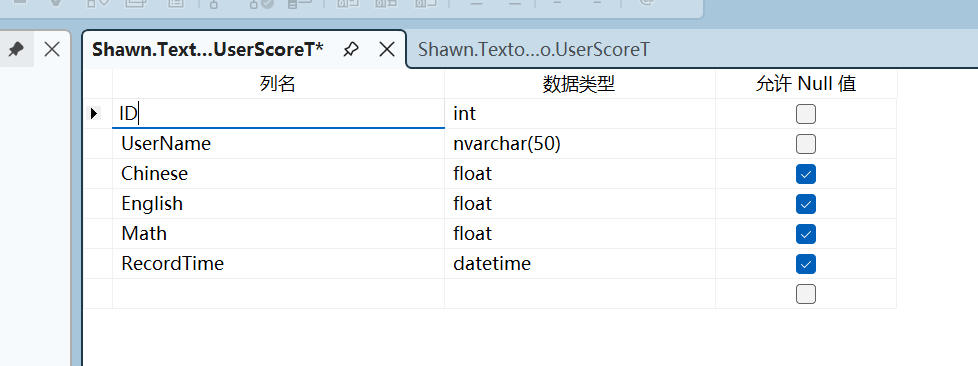 Shawn.Text...UserScoreT* Shawn.Texto...o.UserScoreT
列名 数据类型 允许 Null 值
ID int
UserName nvarchar(50)
Chinese float
English float
Math float
RecordTime datetime